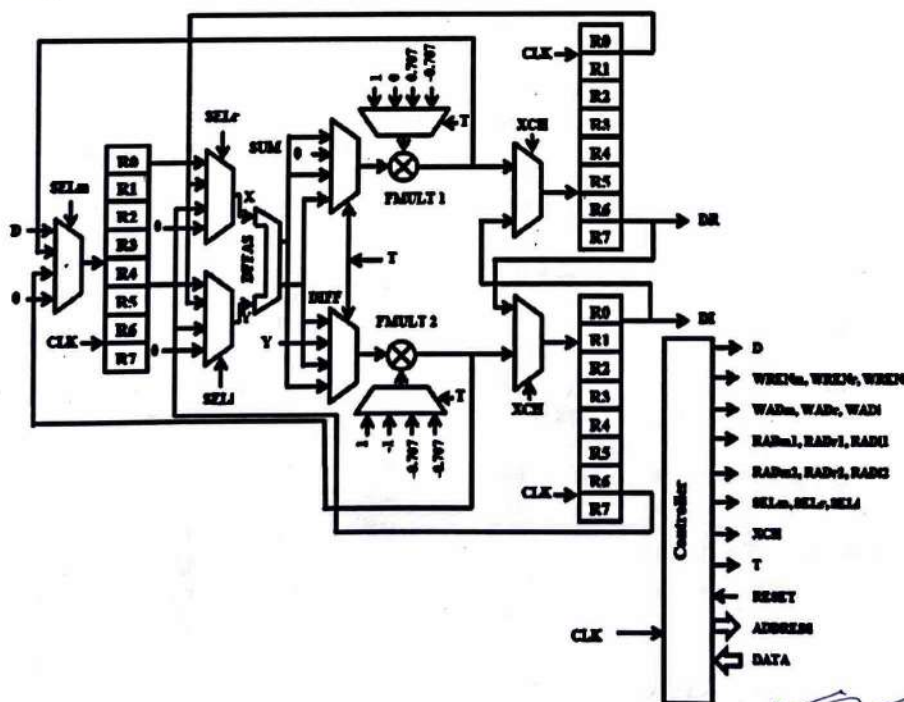 R0
R1
R2
R3
R4
R5
R6
R7
CLK
DR
XCH
1
0
0.707
-0.707
T
FMULT 1
SELr
SUM
0
X
0
SELm
D
0
R0
R1
R2
R3
R4
R5
R6
R7
CLK
0
SELi
DIFF
Y
T
FMULT 2
T
1
-1
-0.707
-0.707
XCH
R0
R1
R2
R3
R4
R5
R6
R7
CLK
DI
Controller
CLK
D
WRENm, WRENr, WRENi
WADm, WADr, WADi
RADm1, RADr1, RADi1
RADm2, RADr2, RADi2
SELm, SELr, SELi
XCH
T
RESET
ADDRESS
DATA